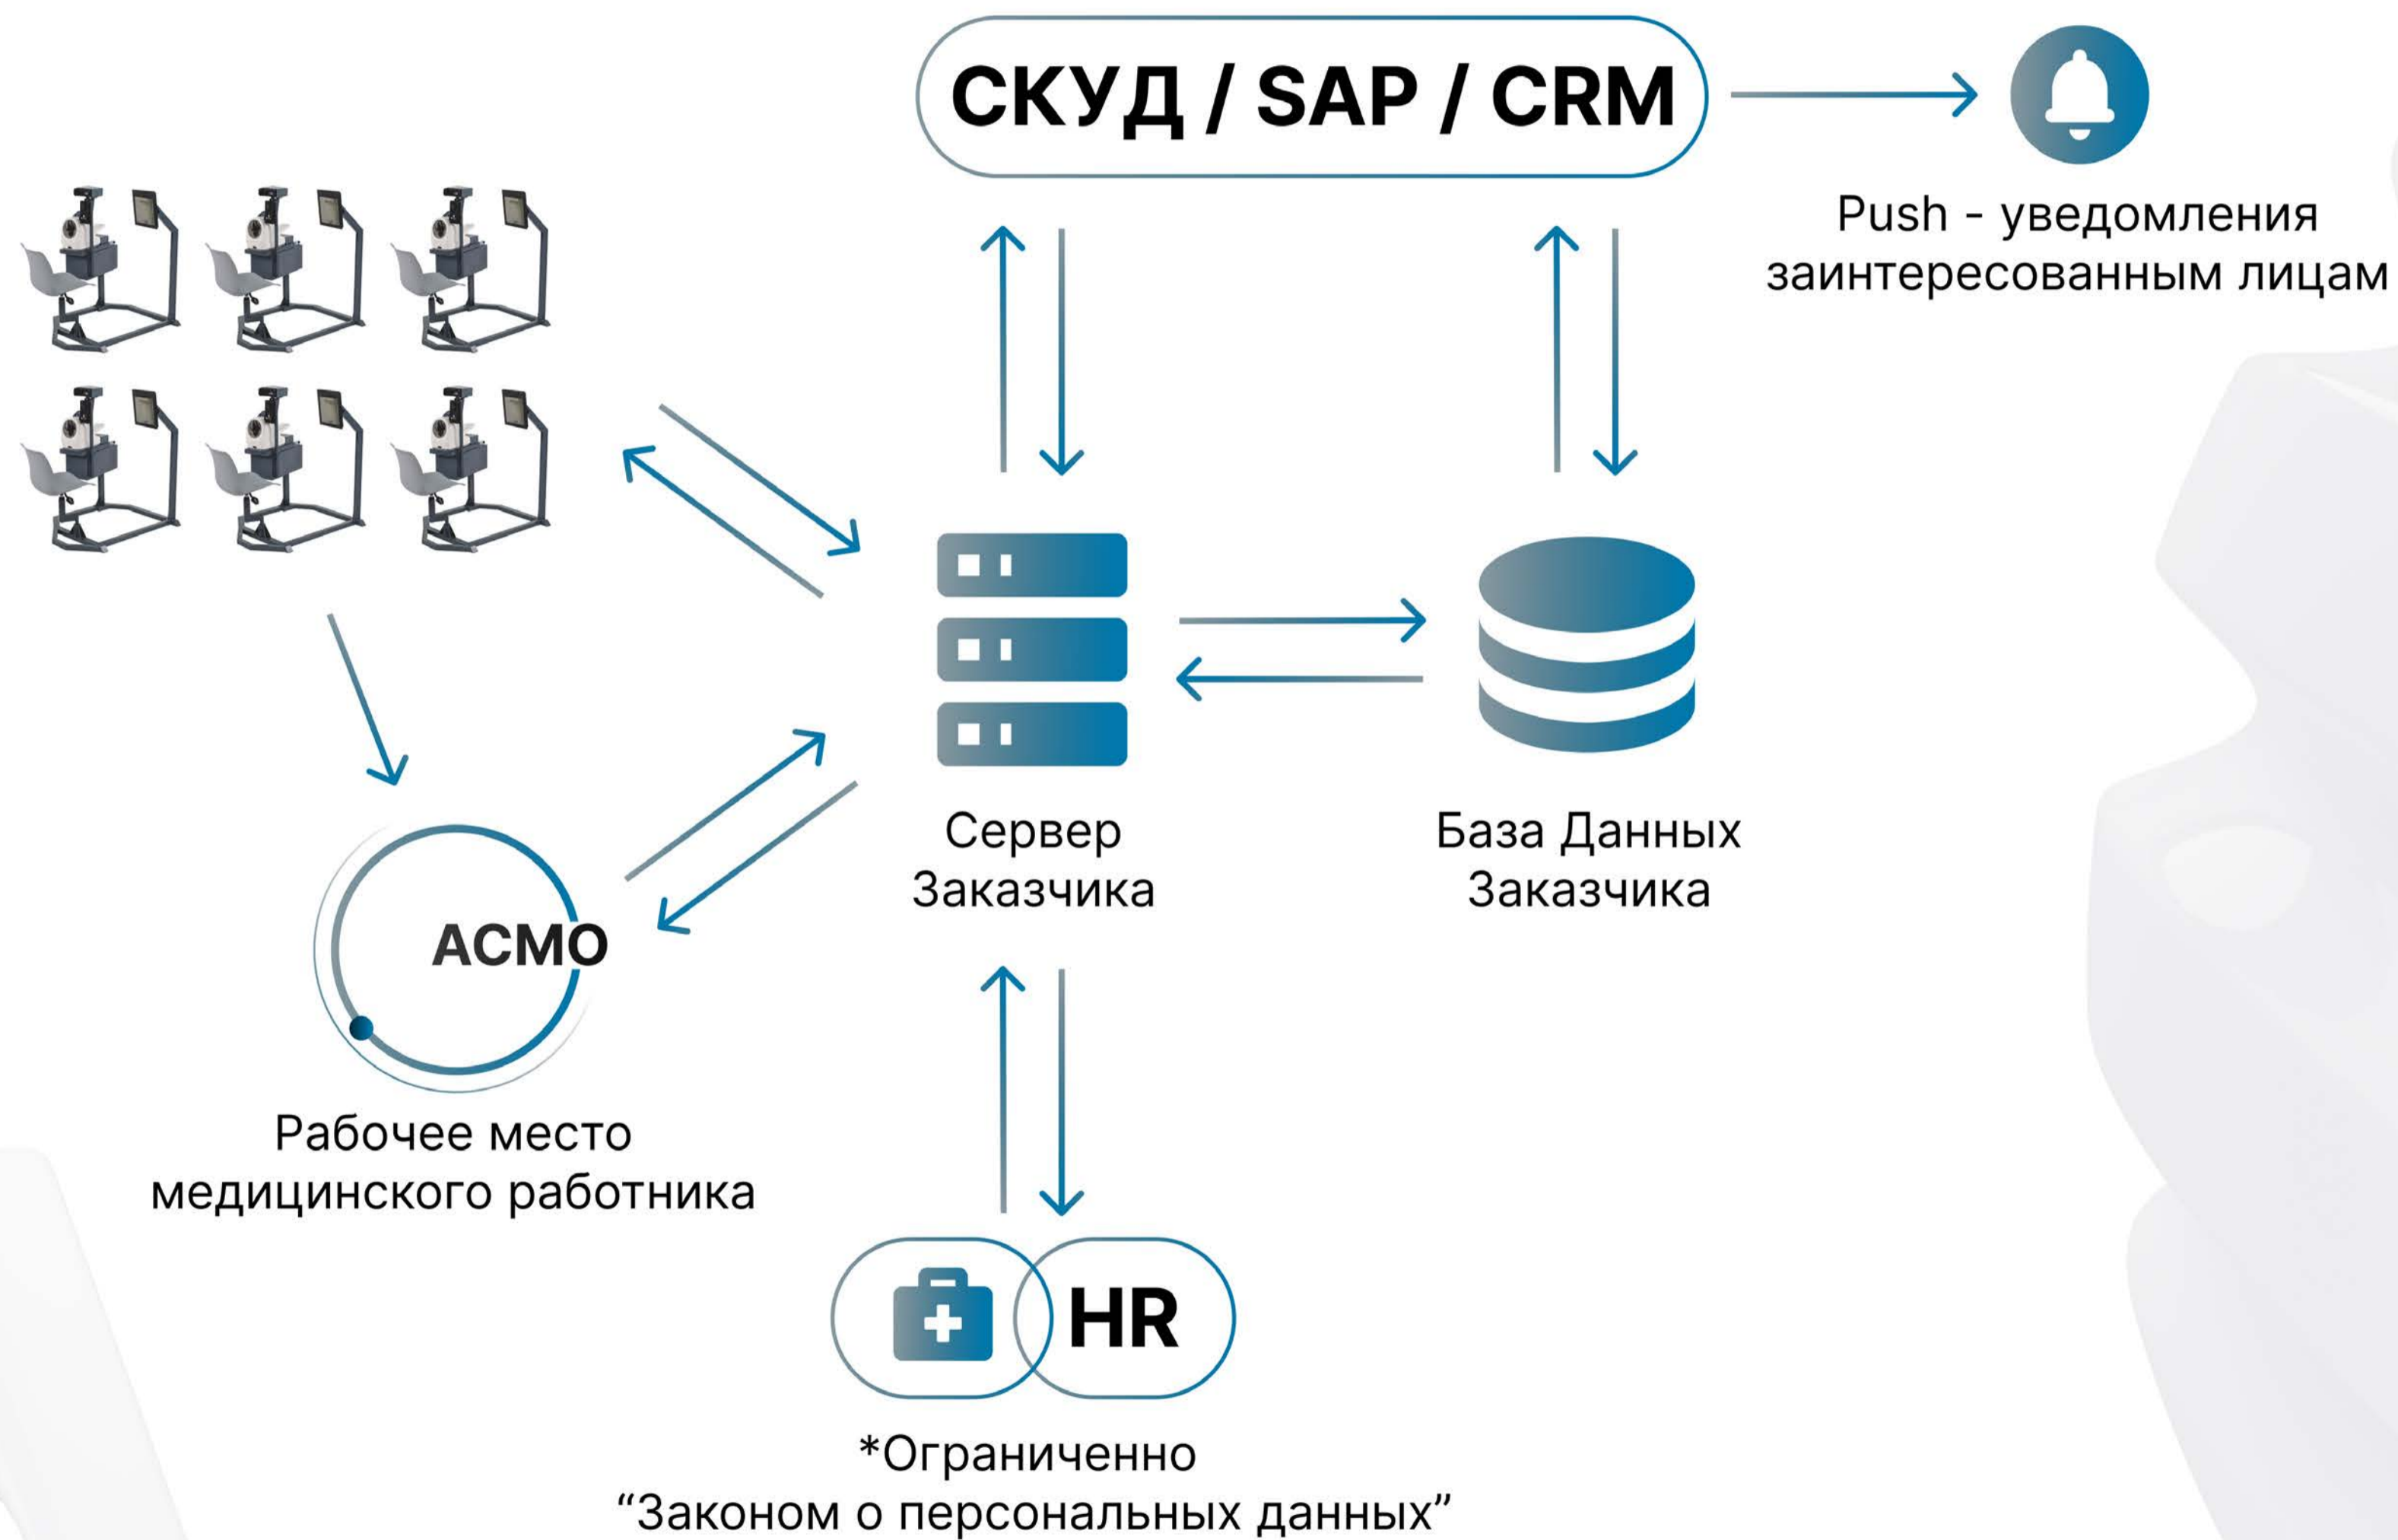 СКУД / SAP / CRM
Push - уведомления
заинтересованным лицам
Сервер
Заказчика
База Данных
Заказчика
АСМО
Рабочее место
медицинского работника
HR
*Ограниченно
“Законом о персональных данных”